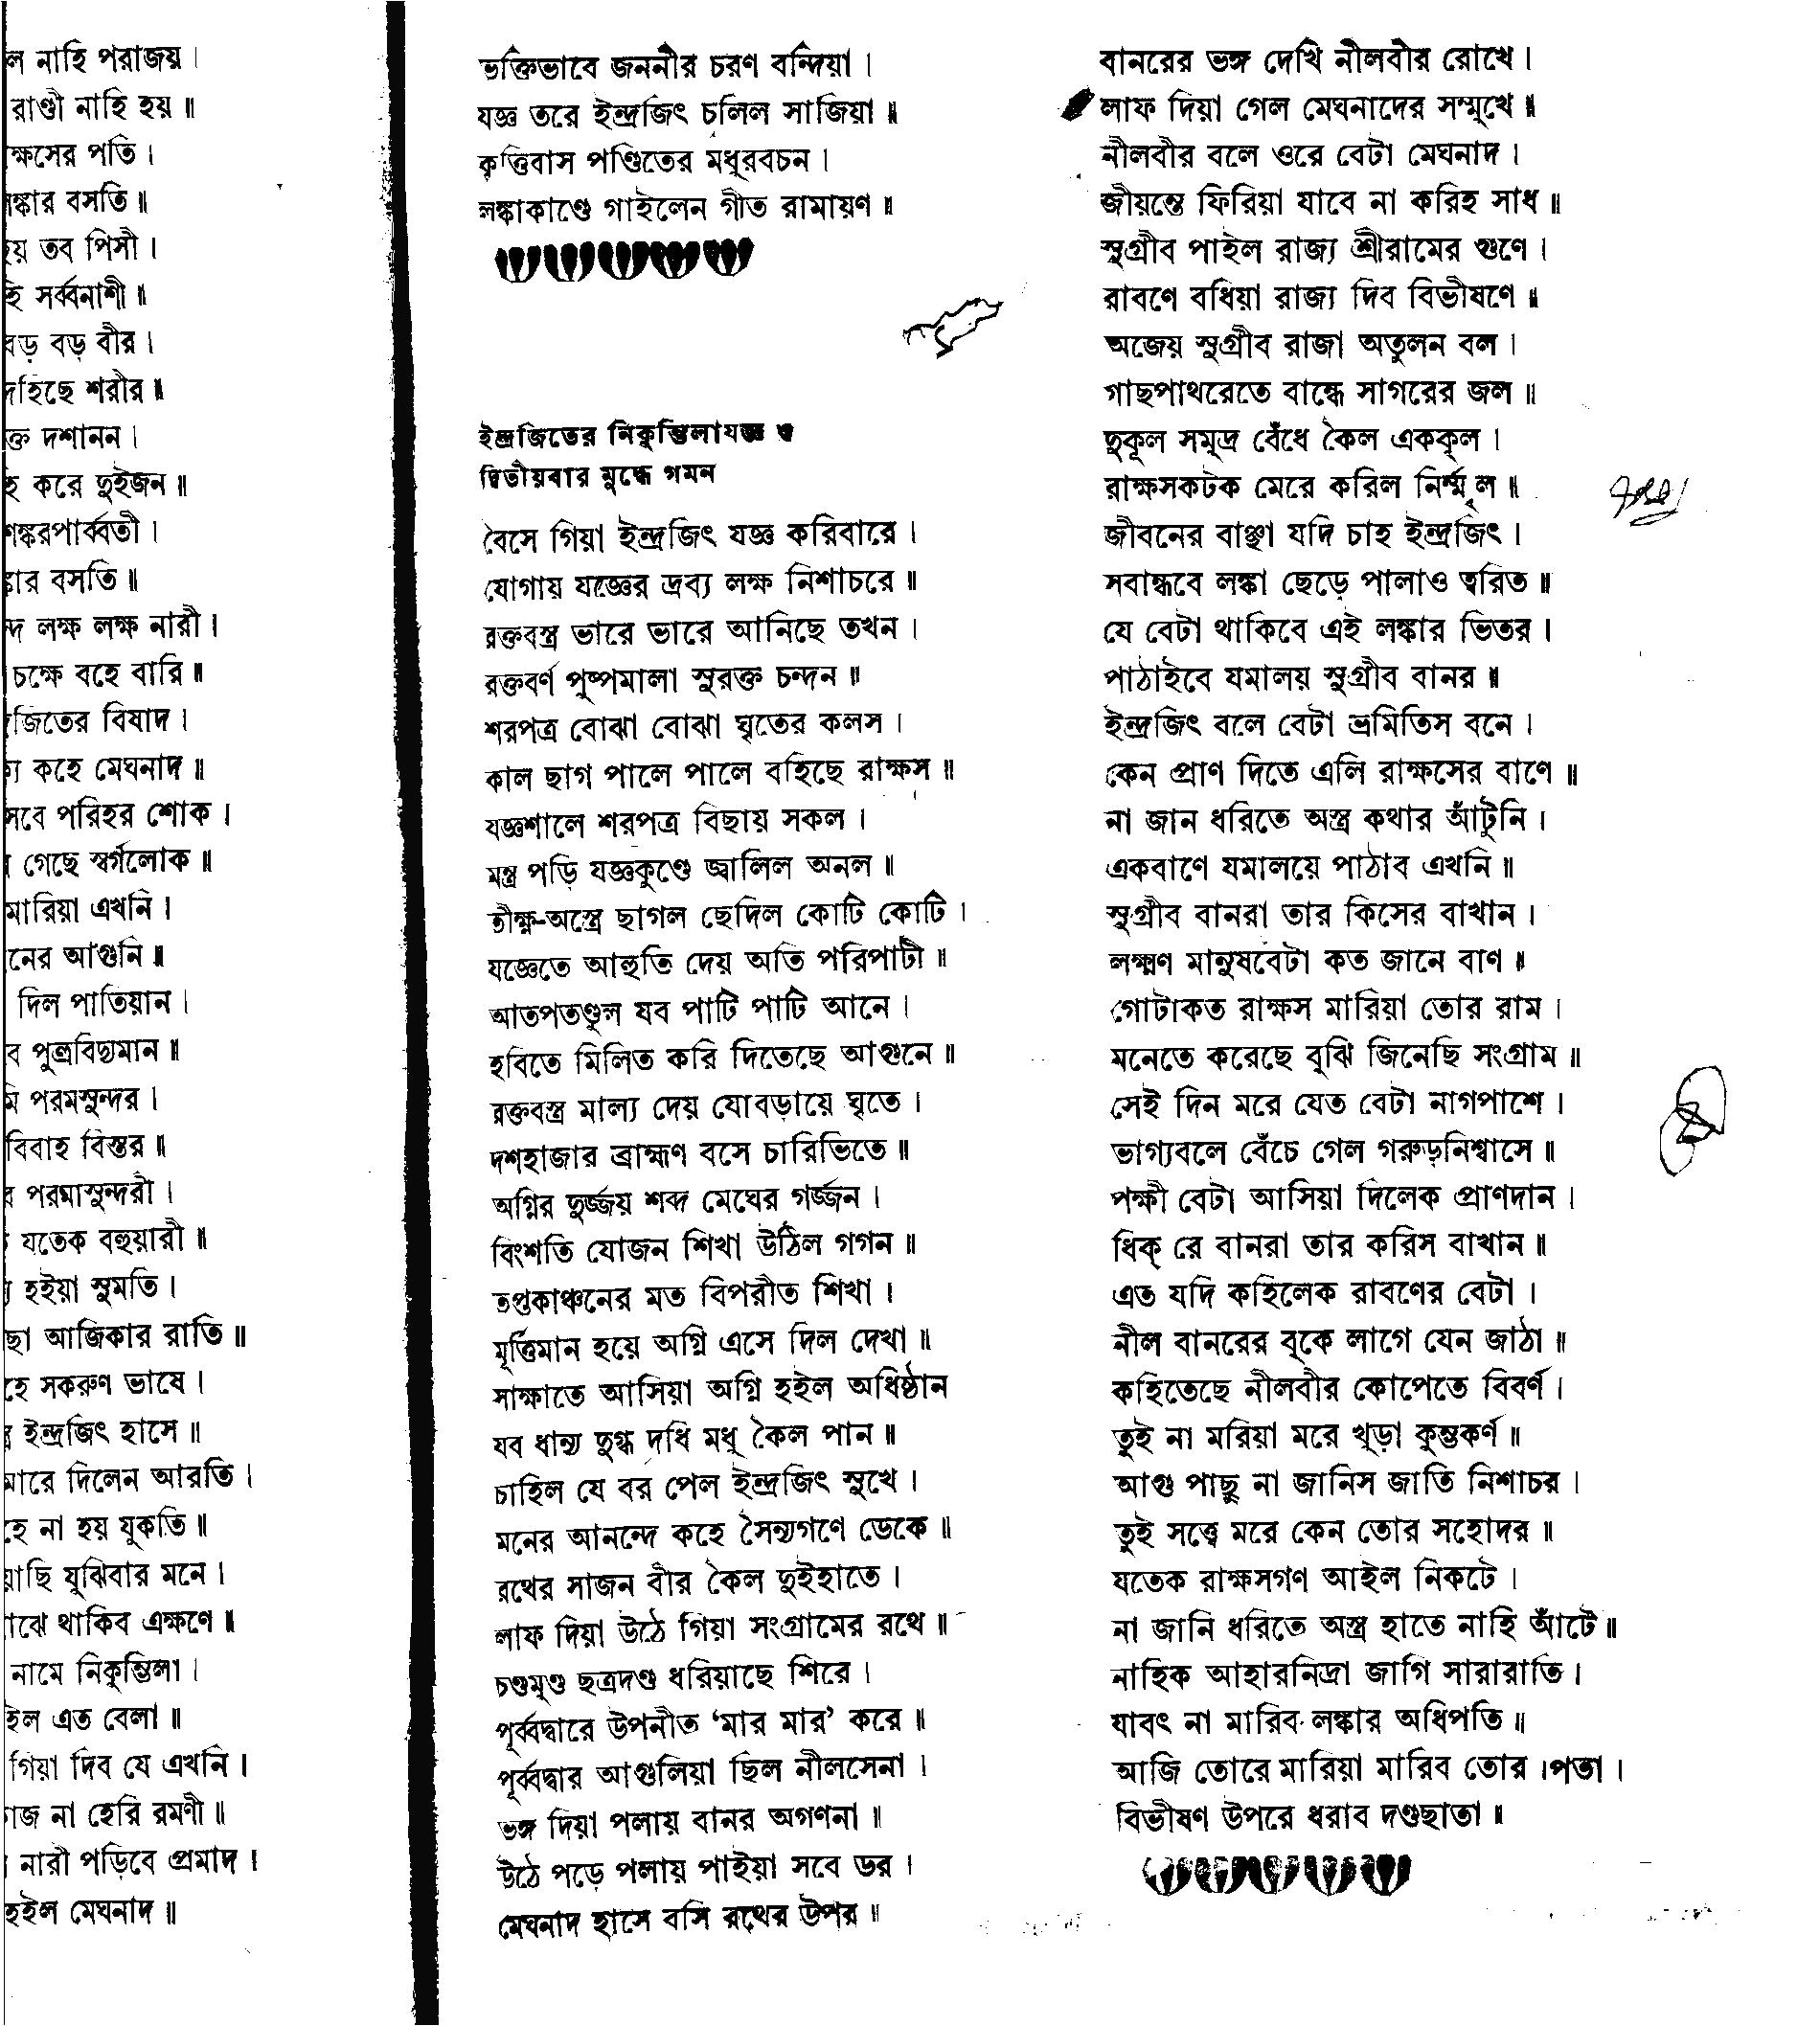 ল নাহি পরাজয়।
রাণ্ডী নাহি হয়॥
ক্ষসের পতি।
লঙ্কার বসতি॥
হয় তব পিসী।
হি সর্ব্বনাশী॥
বড় বড় বীর।
দহিছে শরীর॥
ক্ত দশানন।
হি করে দুইজন॥
শঙ্করপার্ব্বতী।
ঙ্কার বসতি॥
ন্দ লক্ষ লক্ষ নারী।
চক্ষে বহে বারি॥
দ্রজিতের বিষাদ।
ক্য কহে মেঘনাদ॥
সবে পরিহর শোক।
গেছে স্বর্গলোক॥
মারিয়া এখনি।
নের আগুনি॥
দিল পাতিয়ান।
ব পুত্রবিদ্যমান॥
মি পরমসুন্দর।
বিবাহ বিস্তর॥
ব পরমাসুন্দরী।
যতেক বহুয়ারী॥
হইয়া সুমতি।
ছা আজিকার রাতি॥
হে সকরুণ ভাষে।
ইন্দ্রজিৎ হাসে॥
মারে দিলেন আরতি।
হে না হয় যুকতি॥
য়াছি যুঝিবার মনে।
মাঝে থাকিব এক্ষণে॥
নামে নিকুম্ভিলা।
ইল এত বেলা॥
গিয়া দিব যে এখনি।
াজ না হেরি রমণী॥
নারী পড়িবে প্রমাদ।
হইল মেঘনাদ॥
ভক্তিভাবে জননীর চরণ বন্দিয়া।
যজ্ঞ তরে ইন্দ্রজিৎ চলিল সাজিয়া॥
কৃত্তিবাস পণ্ডিতের মধুরবচন।
লঙ্কাকাণ্ডে গাইলেন গীত রামায়ণ॥
ইন্দ্রজিতের নিকুম্ভিলাযজ্ঞ ও
দ্বিতীয়বার যুদ্ধে গমন
বৈসে গিয়া ইন্দ্রজিৎ যজ্ঞ করিবারে।
যোগায় যজ্ঞের দ্রব্য লক্ষ নিশাচরে॥
রক্তবস্ত্র ভারে ভারে আনিছে তখন।
রক্তবর্ণ পুষ্পমালা সুরক্ত চন্দন॥
শরপত্র বোঝা বোঝা ঘৃতের কলস।
কাল ছাগ পালে পালে বহিছে রাক্ষস॥
যজ্ঞশালে শরপত্র বিছায় সকল।
মন্ত্র পড়ি যজ্ঞকুণ্ডে জ্বালিল অনল॥
তীক্ষ্ণ-অস্ত্রে ছাগল ছেদিল কোটি কোটি।
যজ্ঞেতে আহুতি দেয় অতি পরিপাটী॥
আতপতণ্ডুল যব পাটি পাটি আনে।
হবিতে মিলিত করি দিতেছে আগুনে॥
রক্তবস্ত্র মাল্য দেয় যোবড়ায়ে ঘৃতে।
দশহাজার ব্রাহ্মণ বসে চারিভিতে॥
অগ্নির দুর্জ্জয় শব্দ মেঘের গর্জ্জন।
বিংশতি যোজন শিখা উঠিল গগন॥
তপ্তকাঞ্চনের মত বিপরীত শিখা।
মূর্ত্তিমান হয়ে অগ্নি এসে দিল দেখা॥
সাক্ষাতে আসিয়া অগ্নি হইল অধিষ্ঠান
যব ধান্য দুগ্ধ দধি মধু কৈল পান॥
চাহিল যে বর পেল ইন্দ্রজিৎ সুখে।
মনের আনন্দে কহে সৈন্যগণে ডেকে॥
রথের সাজন বীর কৈল দুইহাতে।
লাফ দিয়া উঠে গিয়া সংগ্রামের রথে॥
চণ্ডমুণ্ড ছত্রদণ্ড ধরিয়াছে শিরে।
পূর্ব্বদ্বারে উপনীত ‘মার মার’ করে॥
পূর্ব্বদ্বার আগুলিয়া ছিল নীলসেনা।
ভঙ্গ দিয়া পলায় বানর অগণনা॥
উঠে পড়ে পলায় পাইয়া সবে ডর।
মেঘনাদ হাসে বসি রথের উপর॥
বানরের ভঙ্গ দেখি নীলবীর রোখে।
লাফ দিয়া গেল মেঘনাদের সম্মুখে॥
নীলবীর বলে ওরে বেটা মেঘনাদ।
জীয়ন্তে ফিরিয়া যাবে না করিহ সাধ॥
সুগ্রীব পাইল রাজ্য শ্রীরামের গুণে।
রাবণে বধিয়া রাজ্য দিব বিভীষণে॥
অজেয় সুগ্রীব রাজা অতুলন বল।
গাছপাথরেতে বান্ধে সাগরের জল॥
দুকূল সমুদ্র বেঁধে কৈল এককূল।
রাক্ষসকটক মেরে করিল নির্ম্মূল॥
জীবনের বাঞ্ছা যদি চাহ ইন্দ্রজিৎ।
সবান্ধবে লঙ্কা ছেড়ে পালাও ত্বরিত॥
যে বেটা থাকিবে এই লঙ্কার ভিতর।
পাঠাইবে যমালয় সুগ্রীব বানর॥
ইন্দ্রজিৎ বলে বেটা ভ্রমিতিস বনে।
কেন প্রাণ দিতে এলি রাক্ষসের বাণে॥
না জান ধরিতে অস্ত্র কথার আঁটুনি।
একবাণে যমালয়ে পাঠাব এখনি॥
সুগ্রীব বানরা তার কিসের বাখান।
লক্ষ্মণ মানুষবেটা কত জানে বাণ॥
গোটাকত রাক্ষস মারিয়া তোর রাম।
মনেতে করেছে বুঝি জিনেছি সংগ্রাম॥
সেই দিন মরে যেত বেটা নাগপাশে।
ভাগ্যবলে বেঁচে গেল গরুড়নিশ্বাসে॥
পক্ষী বেটা আসিয়া দিলেক প্রাণদান।
ধিক্ রে বানরা তার করিস বাখান॥
এত যদি কহিলেক রাবণের বেটা।
নীল বানরের বুকে লাগে যেন জাঠা॥
কহিতেছে নীলবীর কোপেতে বিবর্ণ।
তুই না মরিয়া মরে খুড়া কুম্ভকর্ণ॥
আগু পাছু না জানিস জাতি নিশাচর।
তুই সত্ত্বে মরে কেন তোর সহোদর॥
যতেক রাক্ষসগণ আইল নিকটে।
না জানি ধরিতে অস্ত্র হাতে নাহি আঁটে॥
নাহিক আহারনিদ্রা জাগি সারারাতি।
যাবৎ না মারিব লঙ্কার অধিপতি॥
আজি তোরে মারিয়া মারিব তোর পিতা।
বিভীষণ উপরে ধরাব দণ্ডছাতা॥